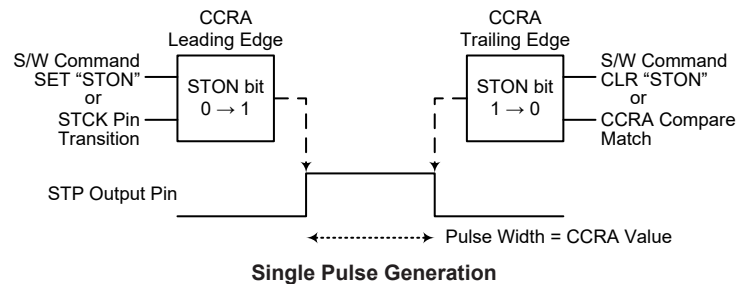 CCRA
Leading Edge
S/W Command
SET “STON”
or
STCK Pin
Transition
STON bit
0 → 1
CCRA
Trailing Edge
STON bit
1 → 0
S/W Command
CLR “STON”
or
CCRA Compare
Match
STP Output Pin
Pulse Width = CCRA Value
Single Pulse Generation